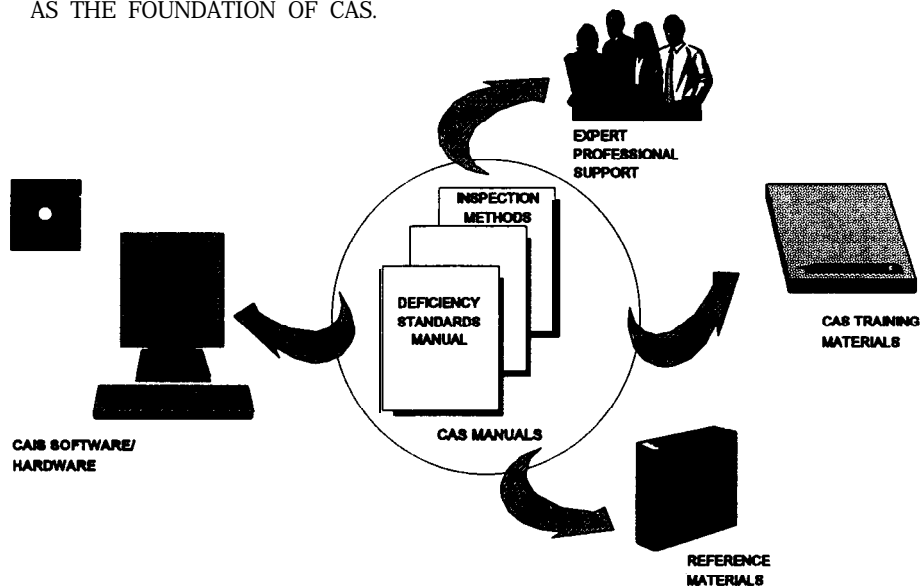 AS THE FOUNDATION OF CAS.
EXPERT
PROFESSIONAL
SUPPORT
INSPECTION
METHODS
DEFICIENCY
STANDARDS
MANUAL
CAS TRAINING
MATERIALS
CAS MANUALS
CAIS SOFTWARE/
HARDWARE
REFERENCE
MATERIALS